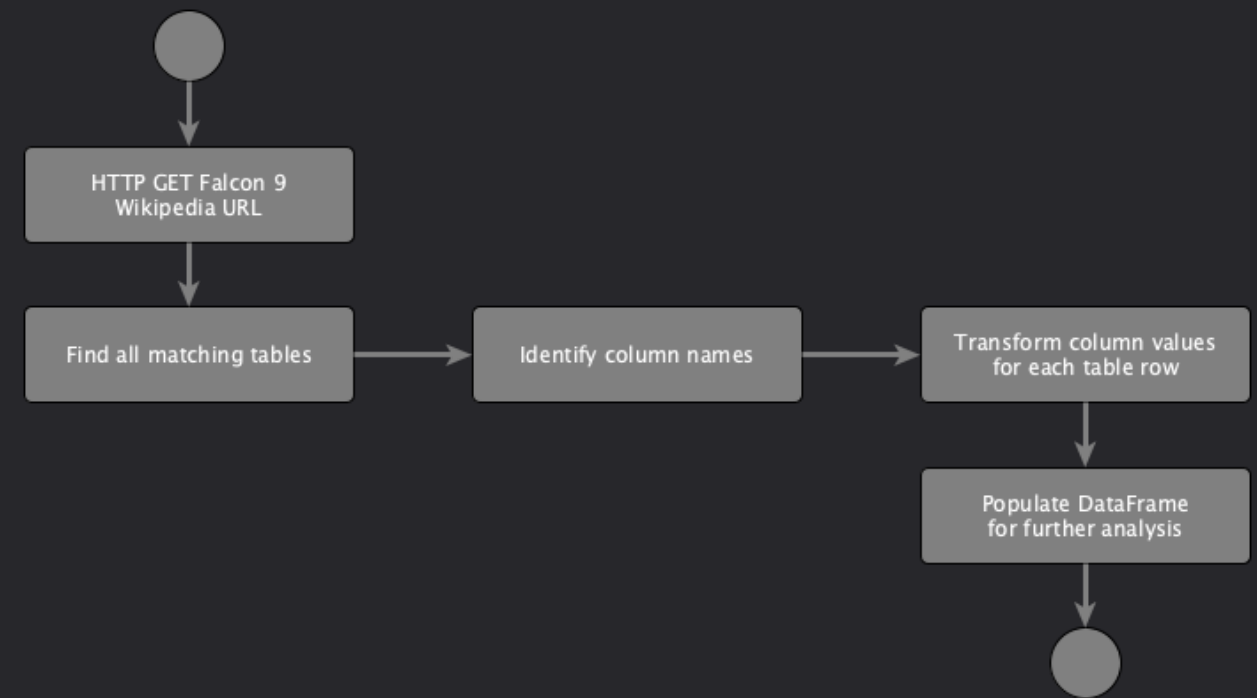 HTTP GET Falcon 9
Wikipedia URL
Find all matching tables
Identify column names
Transform column values
for each table row
Populate DataFrame
for further analysis